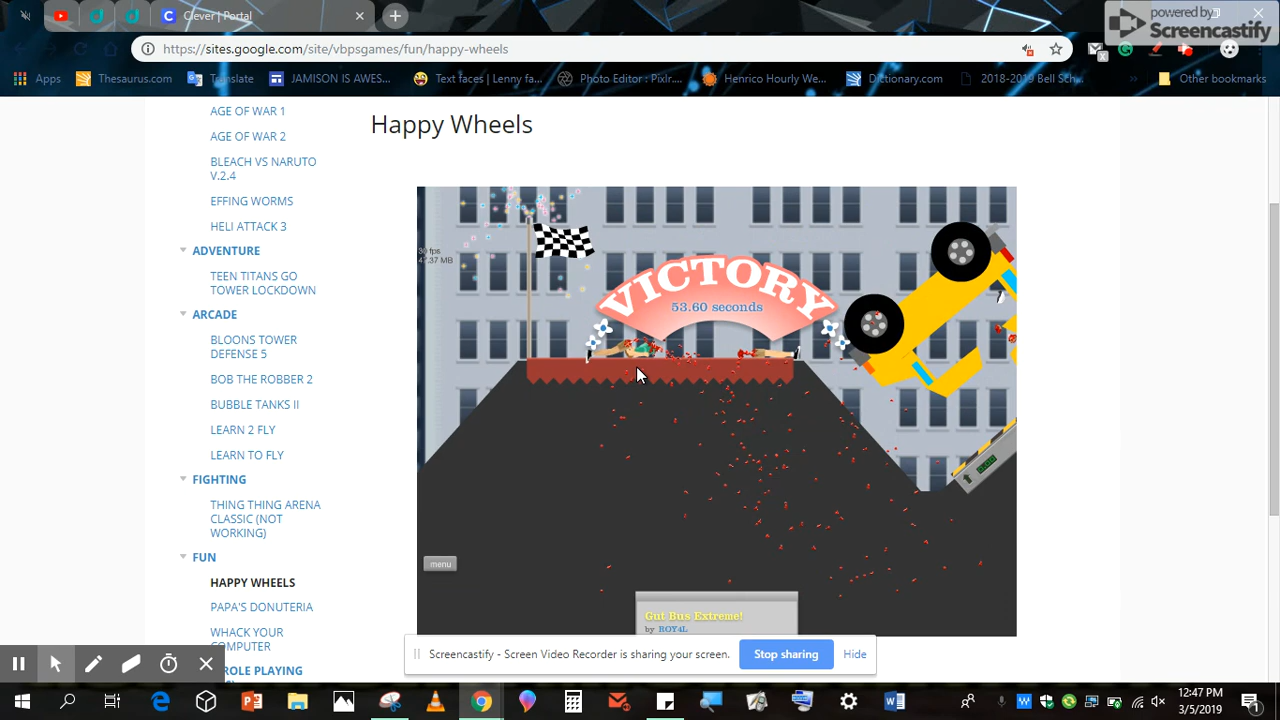 Clever | Portal
powered by
Screencastify
https://sites.google.com/site/vbpsgames/fun/happy-wheels
Apps
Thesaurus.com
Translate
JAMISON IS AWES...
Text faces | Lenny fa...
Photo Editor : Pixlr....
Henrico Hourly We...
Dictionary.com
2018-2019 Bell Sch...
Other bookmarks
AGE OF WAR 1
AGE OF WAR 2
BLEACH VS NARUTO
V.2.4
EFFING WORMS
HELI ATTACK 3
ADVENTURE
TEEN TITANS GO
TOWER LOCKDOWN
ARCADE
BLOONS TOWER
DEFENSE 5
BOB THE ROBBER 2
BUBBLE TANKS II
LEARN 2 FLY
LEARN TO FLY
FIGHTING
THING THING ARENA
CLASSIC (NOT
WORKING)
FUN
HAPPY WHEELS
PAPA'S DONUTERIA
WHACK YOUR
COMPUTER
ROLE PLAYING
Happy Wheels
30 fps
47.37 MB
VICTORY
53.60 seconds
menu
Gut Bus Extreme!
by ROY4L
Screencastify - Screen Video Recorder is sharing your screen.
Stop sharing
Hide
12:47 PM
3/5/2019